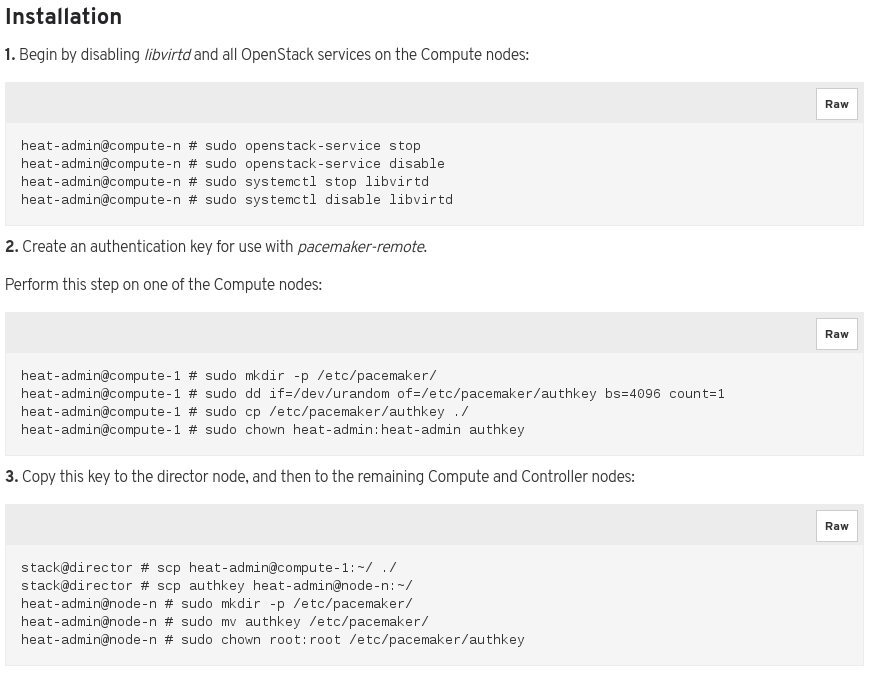 Installation
1. Begin by disabling libvirtd and all OpenStack services on the Compute nodes:
Raw
heat-admin@compute-n # sudo openstack-service stop
heat-admin@compute-n # sudo openstack-service disable
heat-admin@compute-n # sudo systemctl stop libvirtd
heat-admin@compute-n # sudo systemctl disable libvirtd
2. Create an authentication key for use with pacemaker-remote.
Perform this step on one of the Compute nodes:
Raw
heat-admin@compute-1 # sudo mkdir -p /etc/pacemaker/
heat-admin@compute-1 # sudo dd if=/dev/urandom of=/etc/pacemaker/authkey bs=4096 count=1
heat-admin@compute-1 # sudo cp /etc/pacemaker/authkey ./
heat-admin@compute-1 # sudo chown heat-admin:heat-admin authkey
3. Copy this key to the director node, and then to the remaining Compute and Controller nodes:
Raw
stack@director # scp heat-admin@compute-1:~/ ./
stack@director # scp authkey heat-admin@node-n:~/
heat-admin@node-n # sudo mkdir -p /etc/pacemaker/
heat-admin@node-n # sudo mv authkey /etc/pacemaker/
heat-admin@node-n # sudo chown root:root /etc/pacemaker/authkey